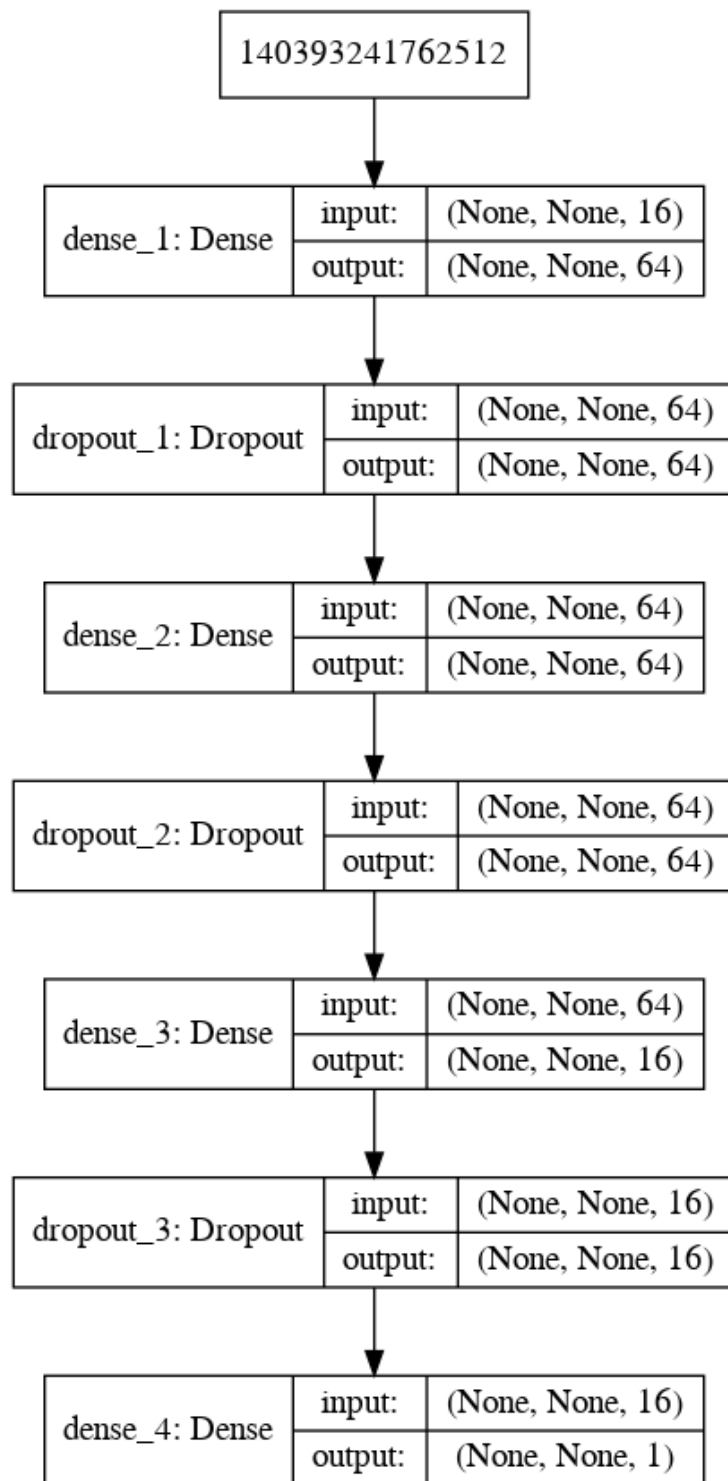 140393241762512
dense_1: Dense
input:
(None, None, 16)
output:
(None, None, 64)
dropout_1: Dropout
input:
(None, None, 64)
output:
(None, None, 64)
dense_2: Dense
input:
(None, None, 64)
output:
(None, None, 64)
dropout_2: Dropout
input:
(None, None, 64)
output:
(None, None, 64)
dense_3: Dense
input:
(None, None, 64)
output:
(None, None, 16)
dropout_3: Dropout
input:
(None, None, 16)
output:
(None, None, 16)
dense_4: Dense
input:
(None, None, 16)
output:
(None, None, 1)